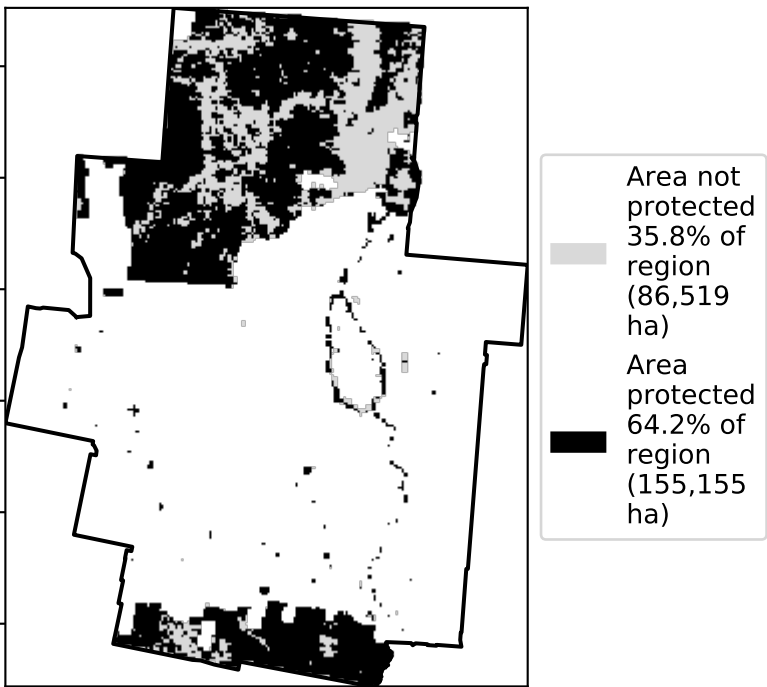 Area not
protected
35.8% of
region
(86,519
ha)
Area
protected
64.2% of
region
(155,155
ha)